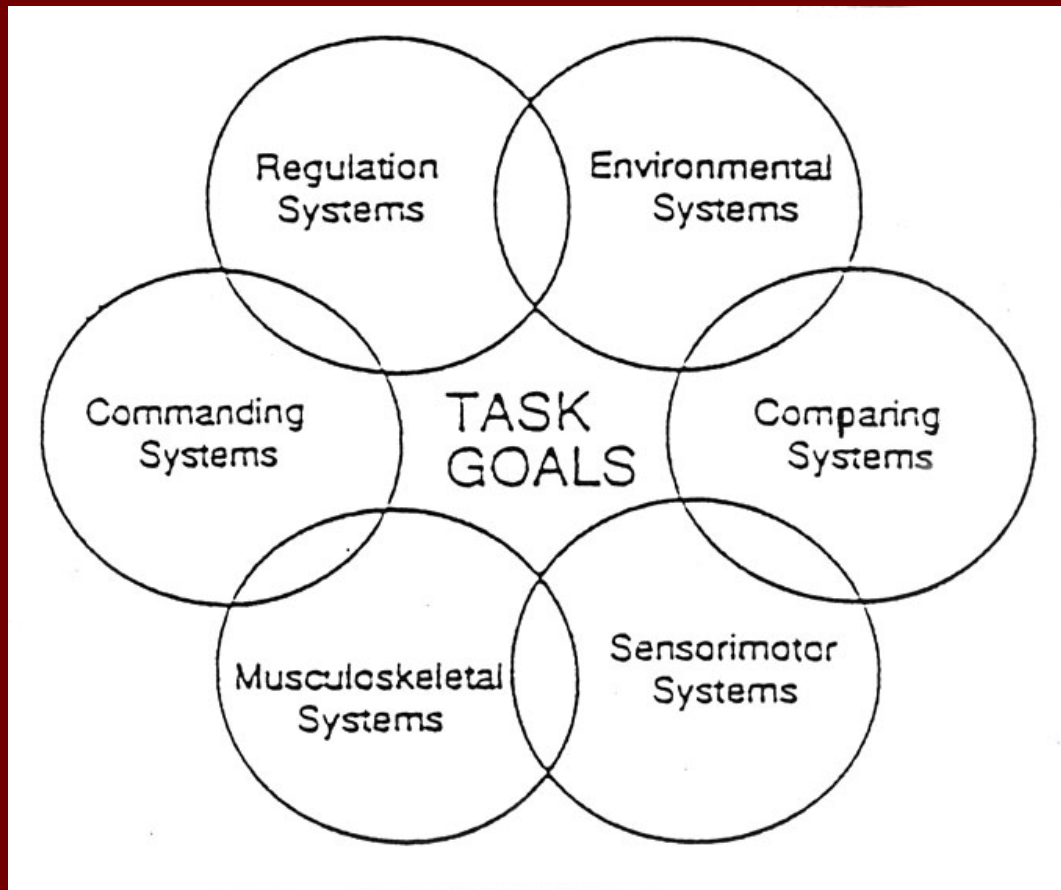 Regulation
Systems
Environmental
Systems
Commanding
Systems
TASK
GOALS
Comparing
Systems
Musculoskeletal
Systems
Sensorimotor
Systems